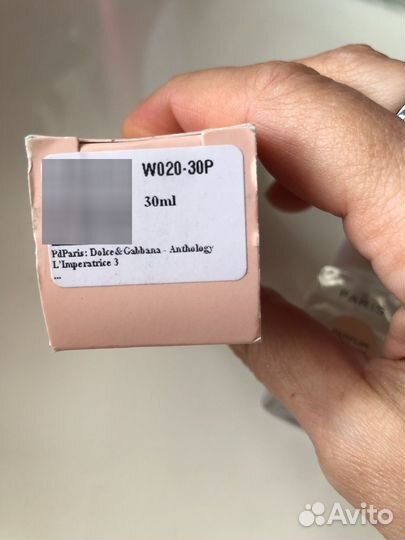 W020-30P
30ml
PdParis: Dolce&Gabbana - Anthology
L'Imperatrice 3
...
PARIS
Avito